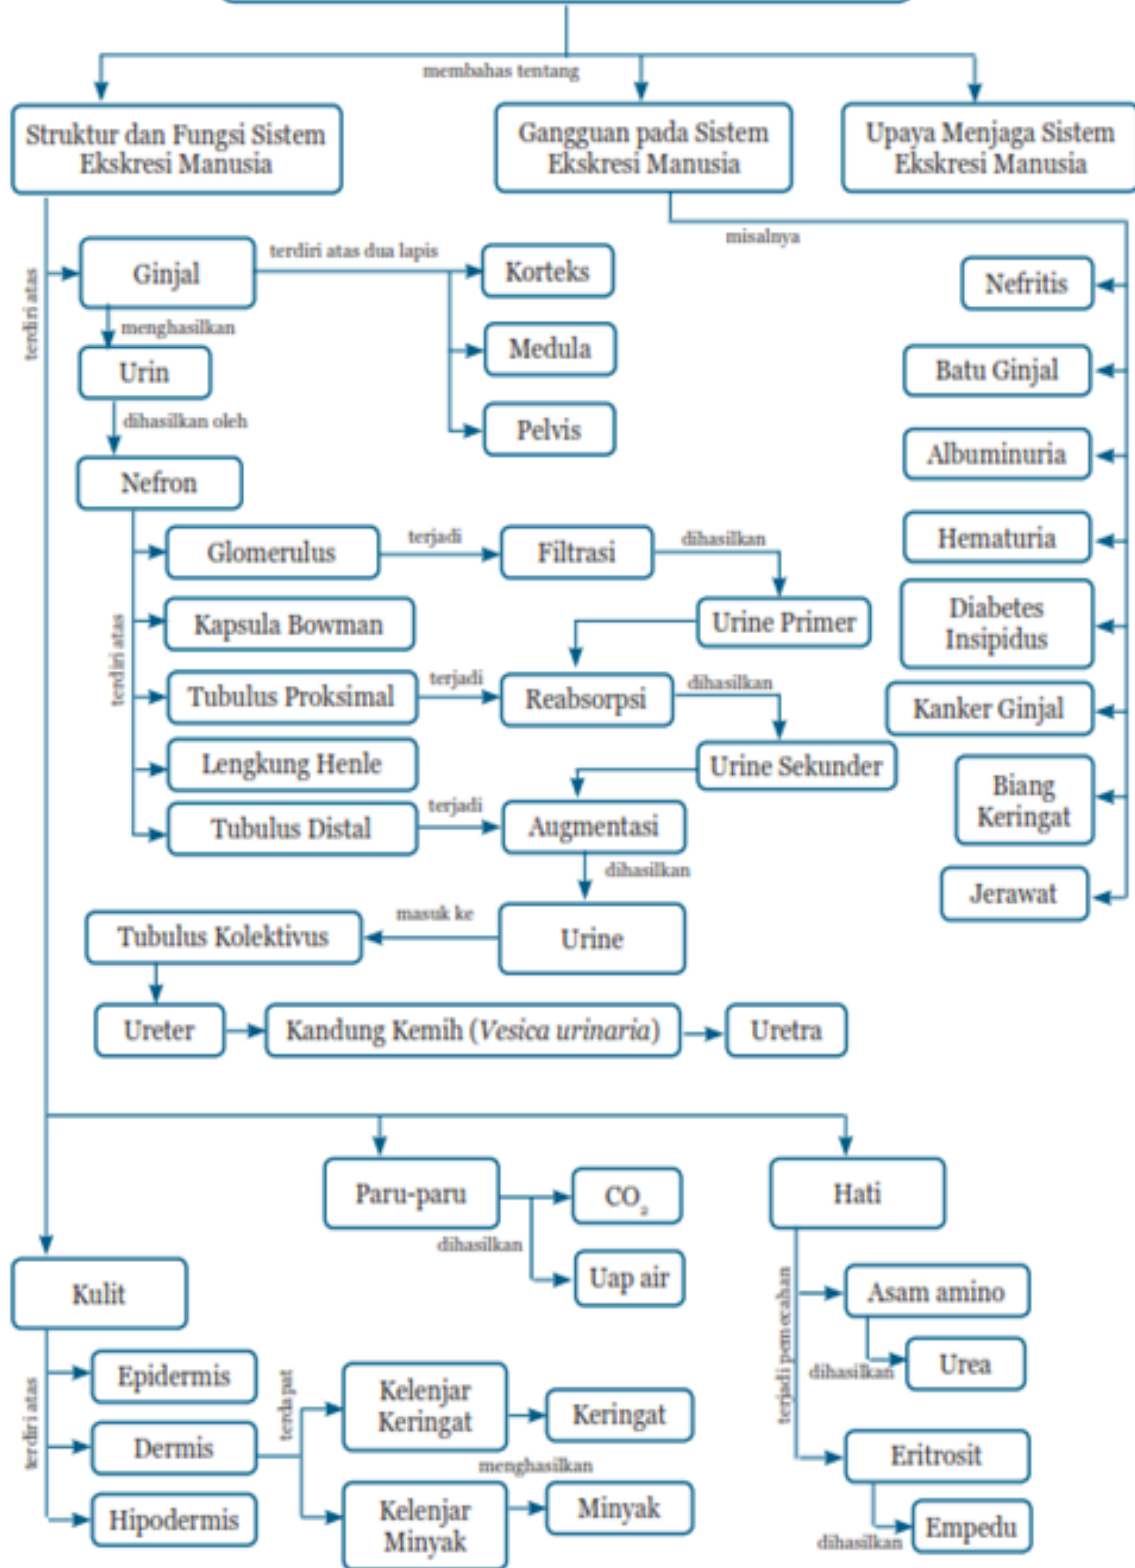 membahas tentang
Struktur dan Fungsi Sistem
Ekskresi Manusia
Gangguan pada Sistem
Ekskresi Manusia
Upaya Menjaga Sistem
Ekskresi Manusia
misalnya
terdiri atas
Ginjal
terdiri atas dua lapis
Korteks
Medula
Pelvis
menghasilkan
Urin
dihasilkan oleh
Nefron
terdiri atas
Glomerulus
terjadi
Filtrasi
dihasilkan
Urine Primer
Kapsula Bowman
Tubulus Proksimal
terjadi
Reabsorpsi
dihasilkan
Urine Sekunder
Lengkung Henle
Tubulus Distal
terjadi
Augmentasi
dihasilkan
Urine
masuk ke
Tubulus Kolektivus
Ureter
Kandung Kemih (Vesica urinaria)
Uretra
Nefritis
Batu Ginjal
Albuminuria
Hematuria
Diabetes
Insipidus
Kanker Ginjal
Biang
Keringat
Jerawat
Paru-paru
dihasilkan
CO₂
Uap air
Hati
terjadi pemecahan
Asam amino
dihasilkan
Urea
Eritrosit
dihasilkan
Empedu
Kulit
terdiri atas
Epidermis
Dermis
Hipodermis
terdapat
Kelenjar
Keringat
Keringat
menghasilkan
Kelenjar
Minyak
Minyak